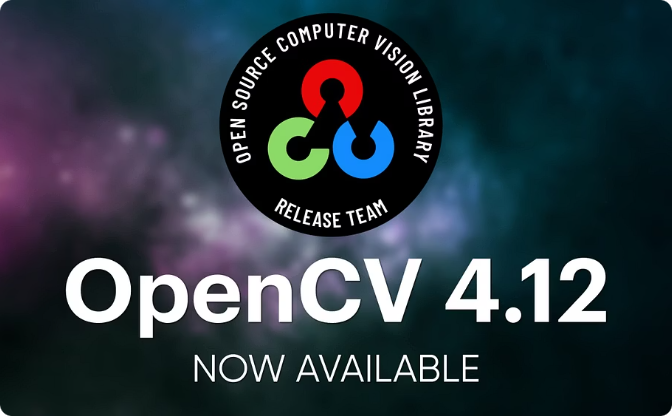 OPEN SOURCE COMPUTER VISION LIBRARY
RELEASE TEAM
OpenCV 4.12
NOW AVAILABLE